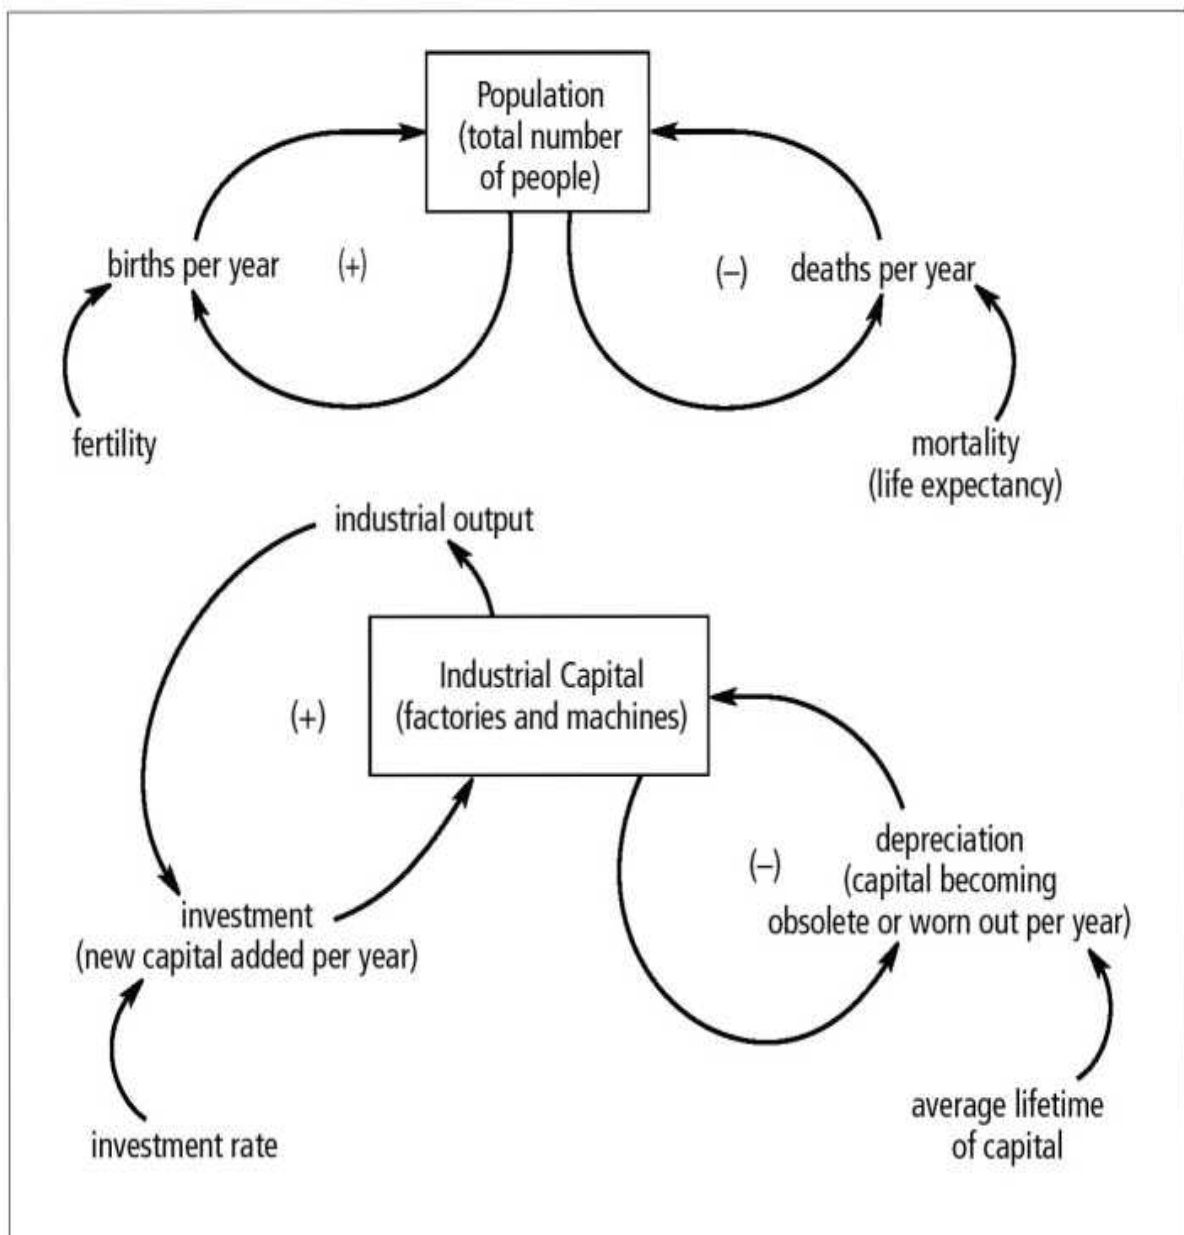 Population
(total number
of people)
births per year
(+)
(–)
deaths per year
fertility
mortality
(life expectancy)
industrial output
Industrial Capital
(factories and machines)
(+)
depreciation
(capital becoming
obsolete or worn out per year)
(–)
investment
(new capital added per year)
average lifetime
of capital
investment rate